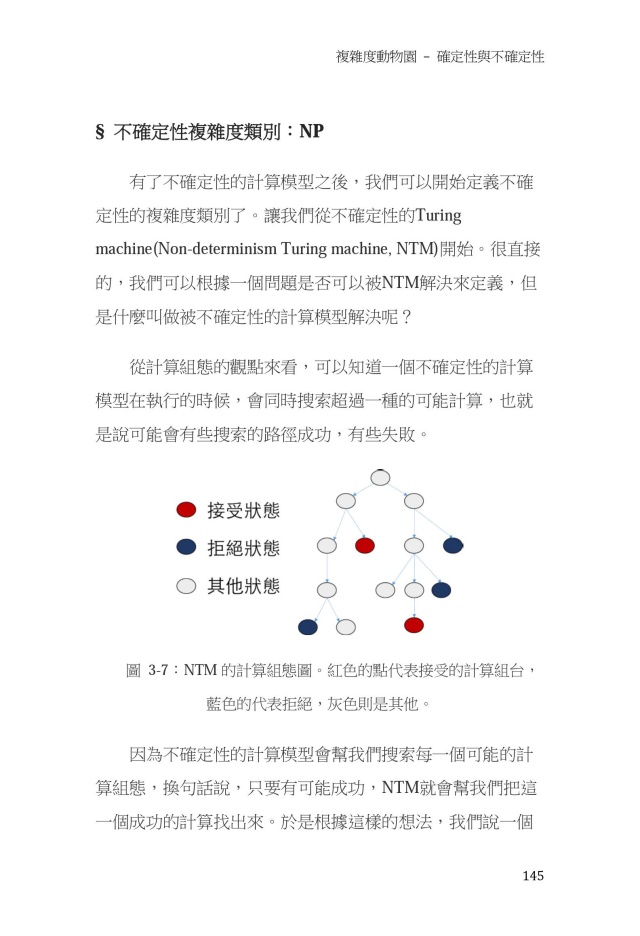 複雜度動物園 – 確定性與不確定性
§ 不確定性複雜度類別：NP
有了不確定性的計算模型之後，我們可以開始定義不確
定性的複雜度類別了。讓我們從不確定性的Turing
machine(Non-determinism Turing machine, NTM)開始。很直接
的，我們可以根據一個問題是否可以被NTM解決來定義，但
是什麼叫做被不確定性的計算模型解決呢？
從計算組態的觀點來看，可以知道一個不確定性的計算
模型在執行的時候，會同時搜索超過一種的可能計算，也就
是說可能會有些搜索的路徑成功，有些失敗。
接受狀態
拒絕狀態
其他狀態
圖 3-7：NTM 的計算組態圖。紅色的點代表接受的計算組台，
藍色的代表拒絕，灰色則是其他。
因為不確定性的計算模型會幫我們搜索每一個可能的計
算組態，換句話說，只要有可能成功，NTM就會幫我們把這
一個成功的計算找出來。於是根據這樣的想法，我們說一個
145